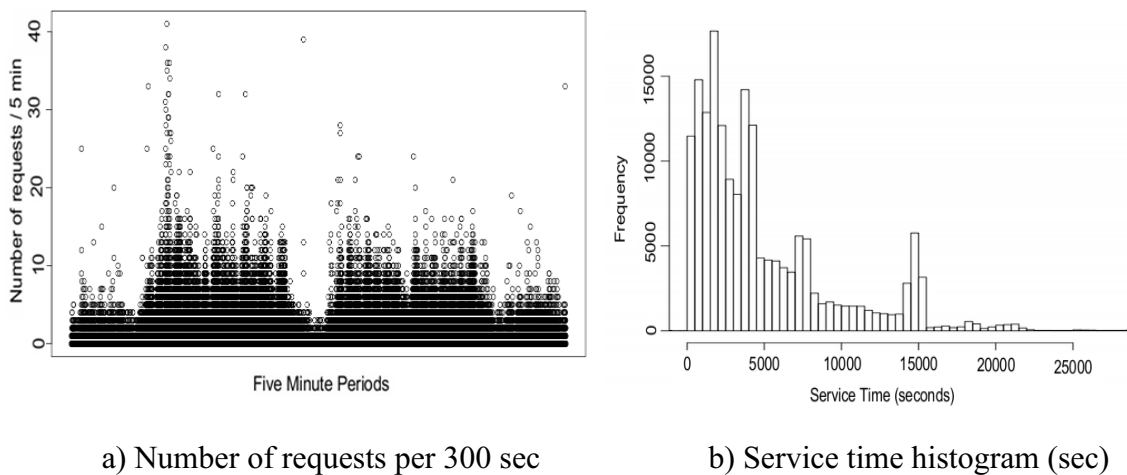 Number of requests / 5 min
40
30
20
10
0
Five Minute Periods
Frequency
15000
10000
5000
0
0 5000 10000 15000 20000 25000
Service Time (seconds)
a) Number of requests per 300 sec
b) Service time histogram (sec)